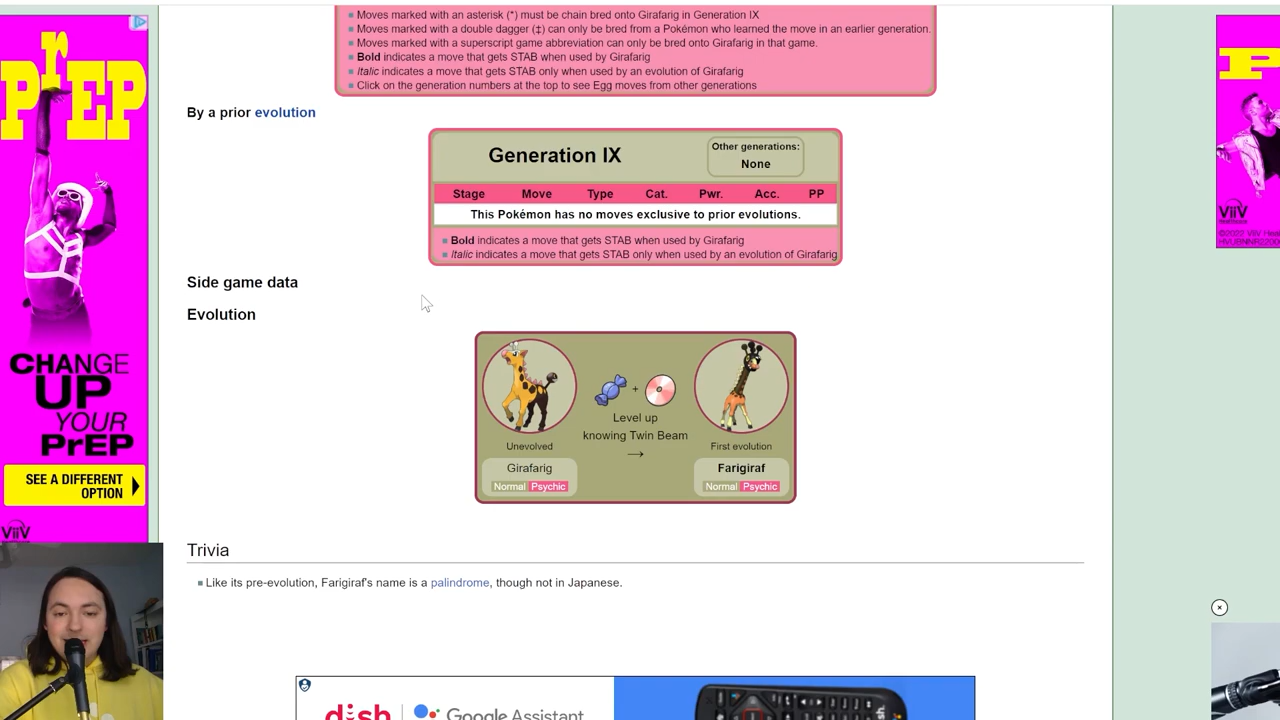 Moves marked with an asterisk (*) must be chain bred onto Girafarig in Generation IX
Moves marked with a double dagger (‡) can only be bred from a Pokémon who learned the move in an earlier generation.
Moves marked with a superscript game abbreviation can only be bred onto Girafarig in that game.
Bold indicates a move that gets STAB when used by Girafarig
Italic indicates a move that gets STAB only when used by an evolution of Girafarig
Click on the generation numbers at the top to see Egg moves from other generations
By a prior evolution
Generation IX
Other generations:
None
Stage Move Type Cat. Pwr. Acc. PP
This Pokémon has no moves exclusive to prior evolutions.
Bold indicates a move that gets STAB when used by Girafarig
Italic indicates a move that gets STAB only when used by an evolution of Girafarig
Side game data
Evolution
+
Level up
knowing Twin Beam
→
Unevolved
Girafarig
Normal Psychic
First evolution
Farigiraf
Normal Psychic
Trivia
Like its pre-evolution, Farigiraf's name is a palindrome, though not in Japanese.
PrEP
CHANGE
UP
YOUR
PrEP
SEE A DIFFERENT
OPTION
ViiV
P
ViiV
dish
Google Assistant